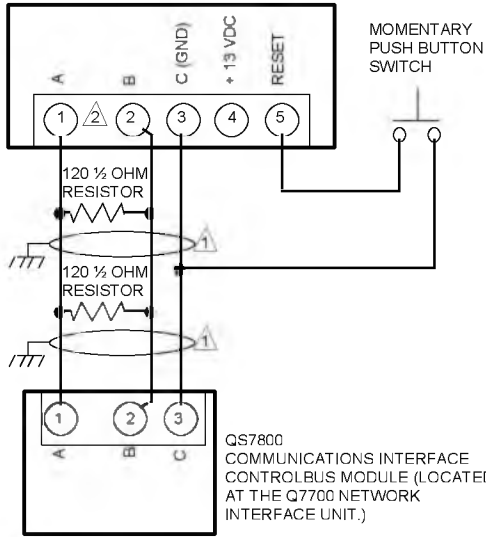 MOMENTARY
PUSH BUTTON
SWITCH
A
B
C (GND)
+ 13 VDC
RESET
1
2
2
3
4
5
120 ½ OHM
RESISTOR
1
120 ½ OHM
RESISTOR
1
1
2
3
A
B
C
QS7800
COMMUNICATIONS INTERFACE
CONTROLBUS MODULE (LOCATED
AT THE Q7700 NETWORK
INTERFACE UNIT.)